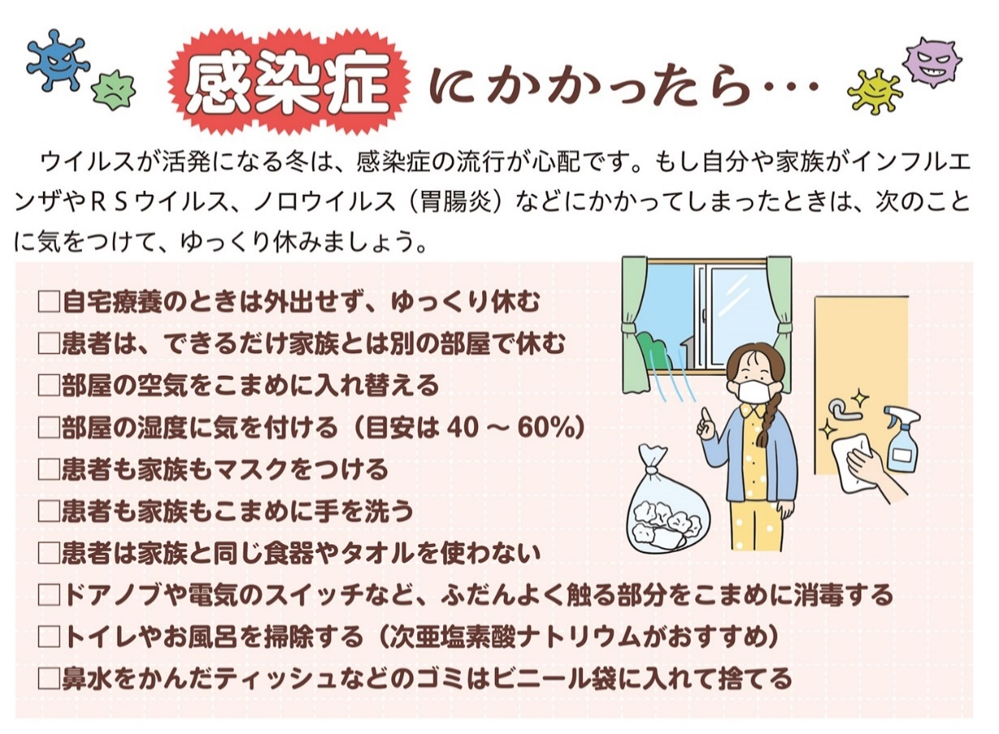 感染症にかかったら…
ウイルスが活発になる冬は、感染症の流行が心配です。もし自分や家族がインフルエ
ンザやＲＳウイルス、ノロウイルス（胃腸炎）などにかかってしまったときは、次のこと
に気をつけて、ゆっくり休みましょう。
□自宅療養のときは外出せず、ゆっくり休む
□患者は、できるだけ家族とは別の部屋で休む
□部屋の空気をこまめに入れ替える
□部屋の湿度に気を付ける（目安は 40 〜 60%）
□患者も家族もマスクをつける
□患者も家族もこまめに手を洗う
□患者は家族と同じ食器やタオルを使わない
□ドアノブや電気のスイッチなど、ふだんよく触る部分をこまめに消毒する
□トイレやお風呂を掃除する（次亜塩素酸ナトリウムがおすすめ）
□鼻水をかんだティッシュなどのゴミはビニール袋に入れて捨てる